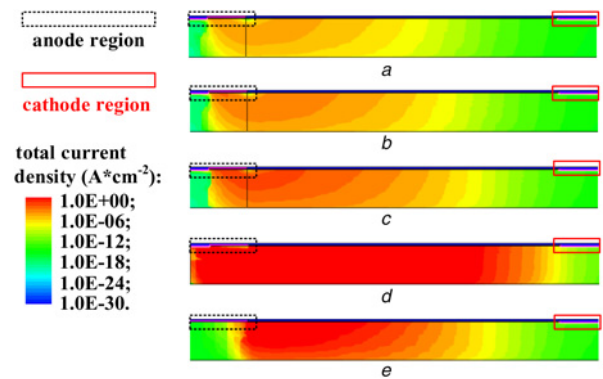 anode region
cathode region
total current
density (A*cm-2):
1.0E+00;
1.0E-06;
1.0E-12;
1.0E-18;
1.0E-24;
1.0E-30.
a
b
c
d
e